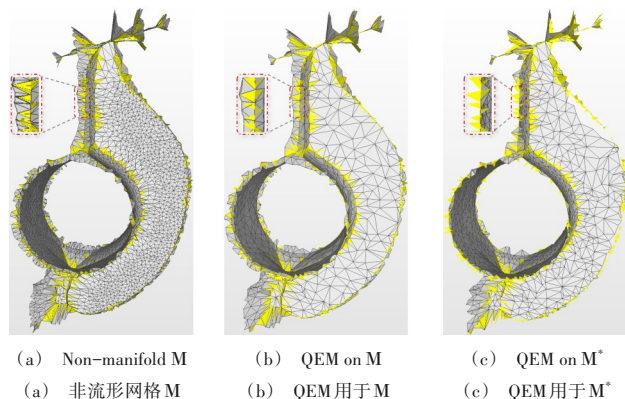 (a) Non-manifold M (b) QEM on M (c) QEM on M*
(a) 非流形网格 M (b) QEM 用于 M (c) QEM 用于 M*